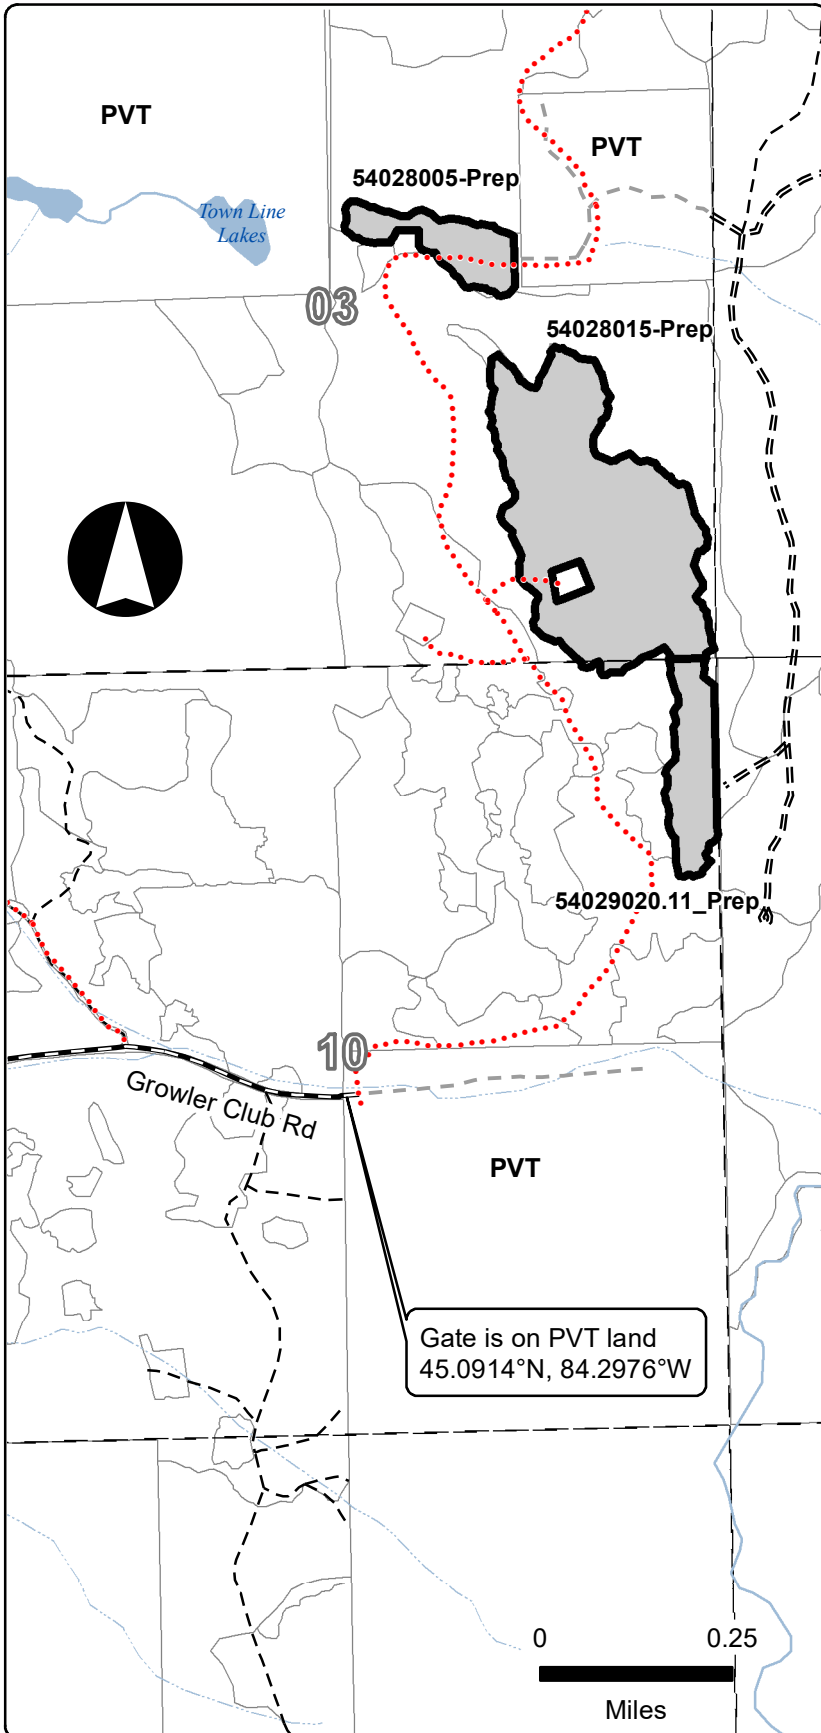 PVT
PVT
54028005-Prep
Town Line
Lakes
03
54028015-Prep
54029020.11_Prep
10
Growler Club Rd
PVT
Gate is on PVT land
45.0914°N, 84.2976°W
0 0.25
Miles